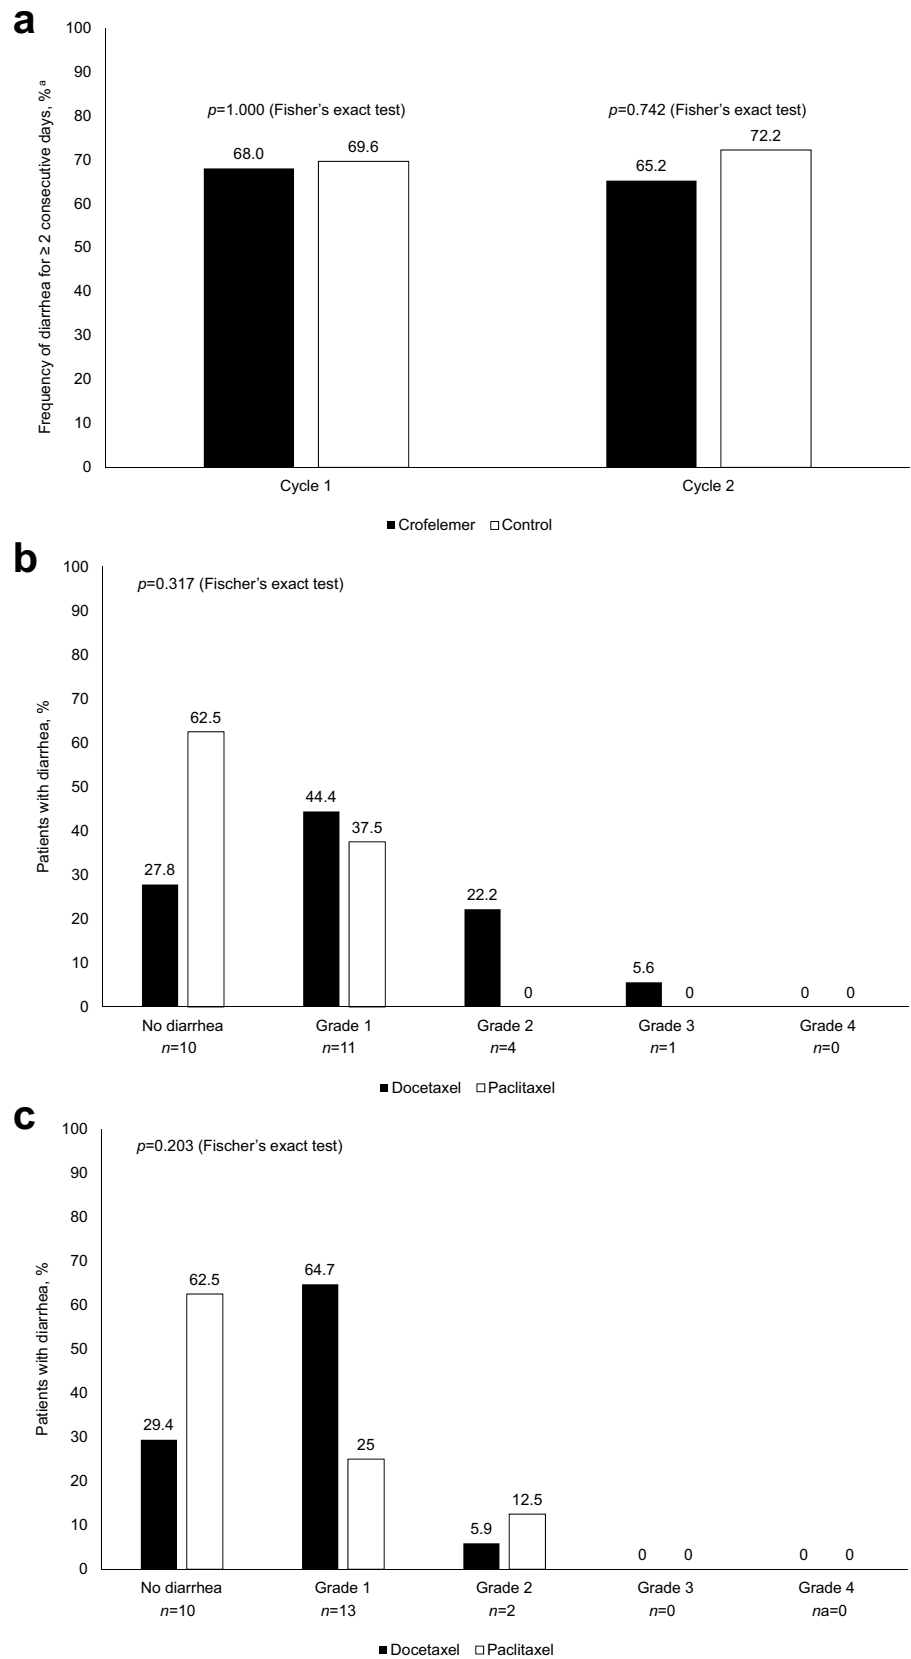 a
Frequency of diarrhea for ≥ 2 consecutive days, %ª
100
90
80
70
60
50
40
30
20
10
0
p=1.000 (Fisher's exact test)
p=0.742 (Fisher's exact test)
68.0
69.6
65.2
72.2
Cycle 1
Cycle 2
Crofelemer
Control
b
Patients with diarrhea, %
100
90
80
70
60
50
40
30
20
10
0
p=0.317 (Fischer's exact test)
27.8
62.5
44.4
37.5
22.2
0
5.6
0
0
0
No diarrhea
n=10
Grade 1
n=11
Grade 2
n=4
Grade 3
n=1
Grade 4
n=0
Docetaxel
Paclitaxel
c
Patients with diarrhea, %
100
90
80
70
60
50
40
30
20
10
0
p=0.203 (Fischer's exact test)
29.4
62.5
64.7
25
5.9
12.5
0
0
0
0
No diarrhea
n=10
Grade 1
n=13
Grade 2
n=2
Grade 3
n=0
Grade 4
na=0
Docetaxel
Paclitaxel